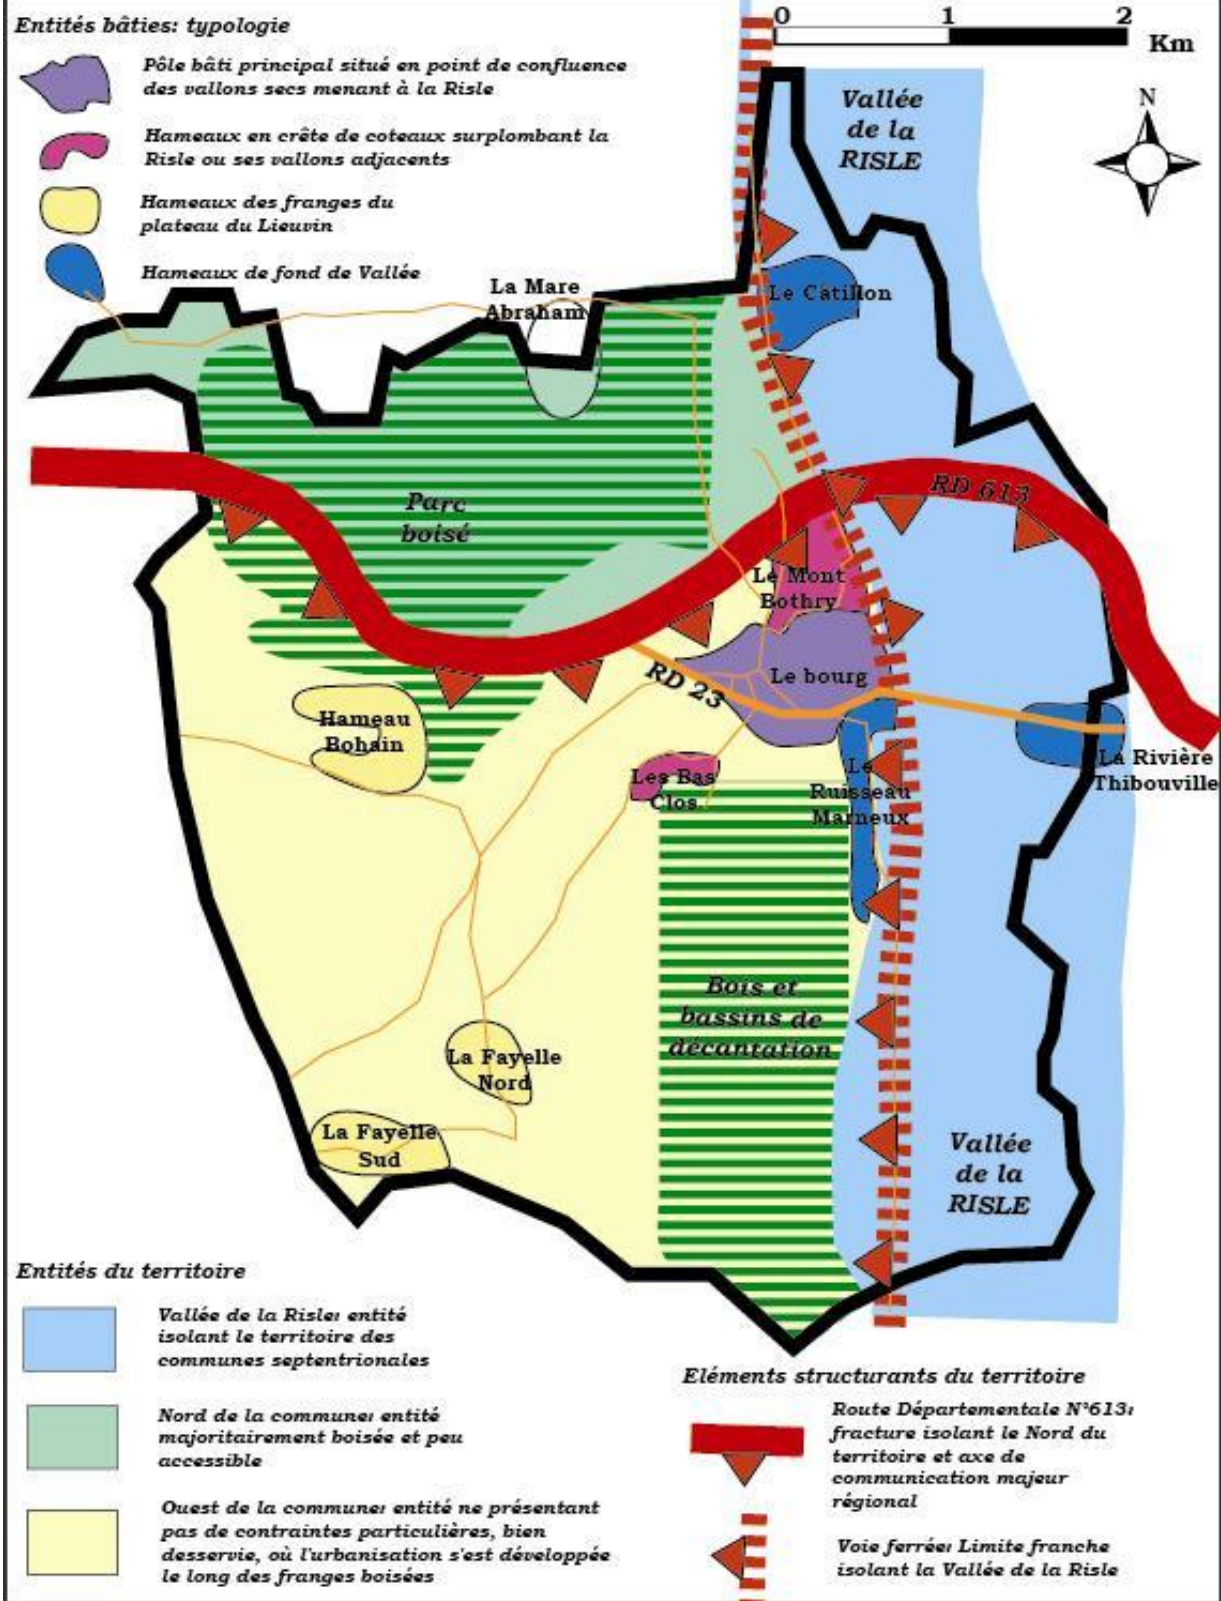 Entités bâties: typologie
Pôle bâti principal situé en point de confluence
des vallons secs menant à la Risle
Hameaux en crête de coteaux surplombant la
Risle ou ses vallons adjacents
Hameaux des franges du
plateau du Lieuvin
Hameaux de fond de Vallée
0 1 2
Km
N
Vallée
de la
RISLE
La Mare
Abraham
Le Catillon
Parc
boisé
RD 613
Le Mont
Bothry
Le bourg
RD 23
Hameau
Bohain
Les Bas
Clos
Le
Ruisseau
Marneux
La Rivière
Thibouville
Bois et
bassins de
décantation
La Fayelle
Nord
La Fayelle
Sud
Vallée
de la
RISLE
Entités du territoire
Vallée de la Risle: entité
isolant le territoire des
communes septentrionales
Nord de la commune: entité
majoritairement boisée et peu
accessible
Ouest de la commune: entité ne présentant
pas de contraintes particulières, bien
desservie, où l'urbanisation s'est développée
le long des franges boisées
Eléments structurants du territoire
Route Départementale N°613:
fracture isolant le Nord du
territoire et axe de
communication majeur
régional
Voie ferrée: Limite franche
isolant la Vallée de la Risle